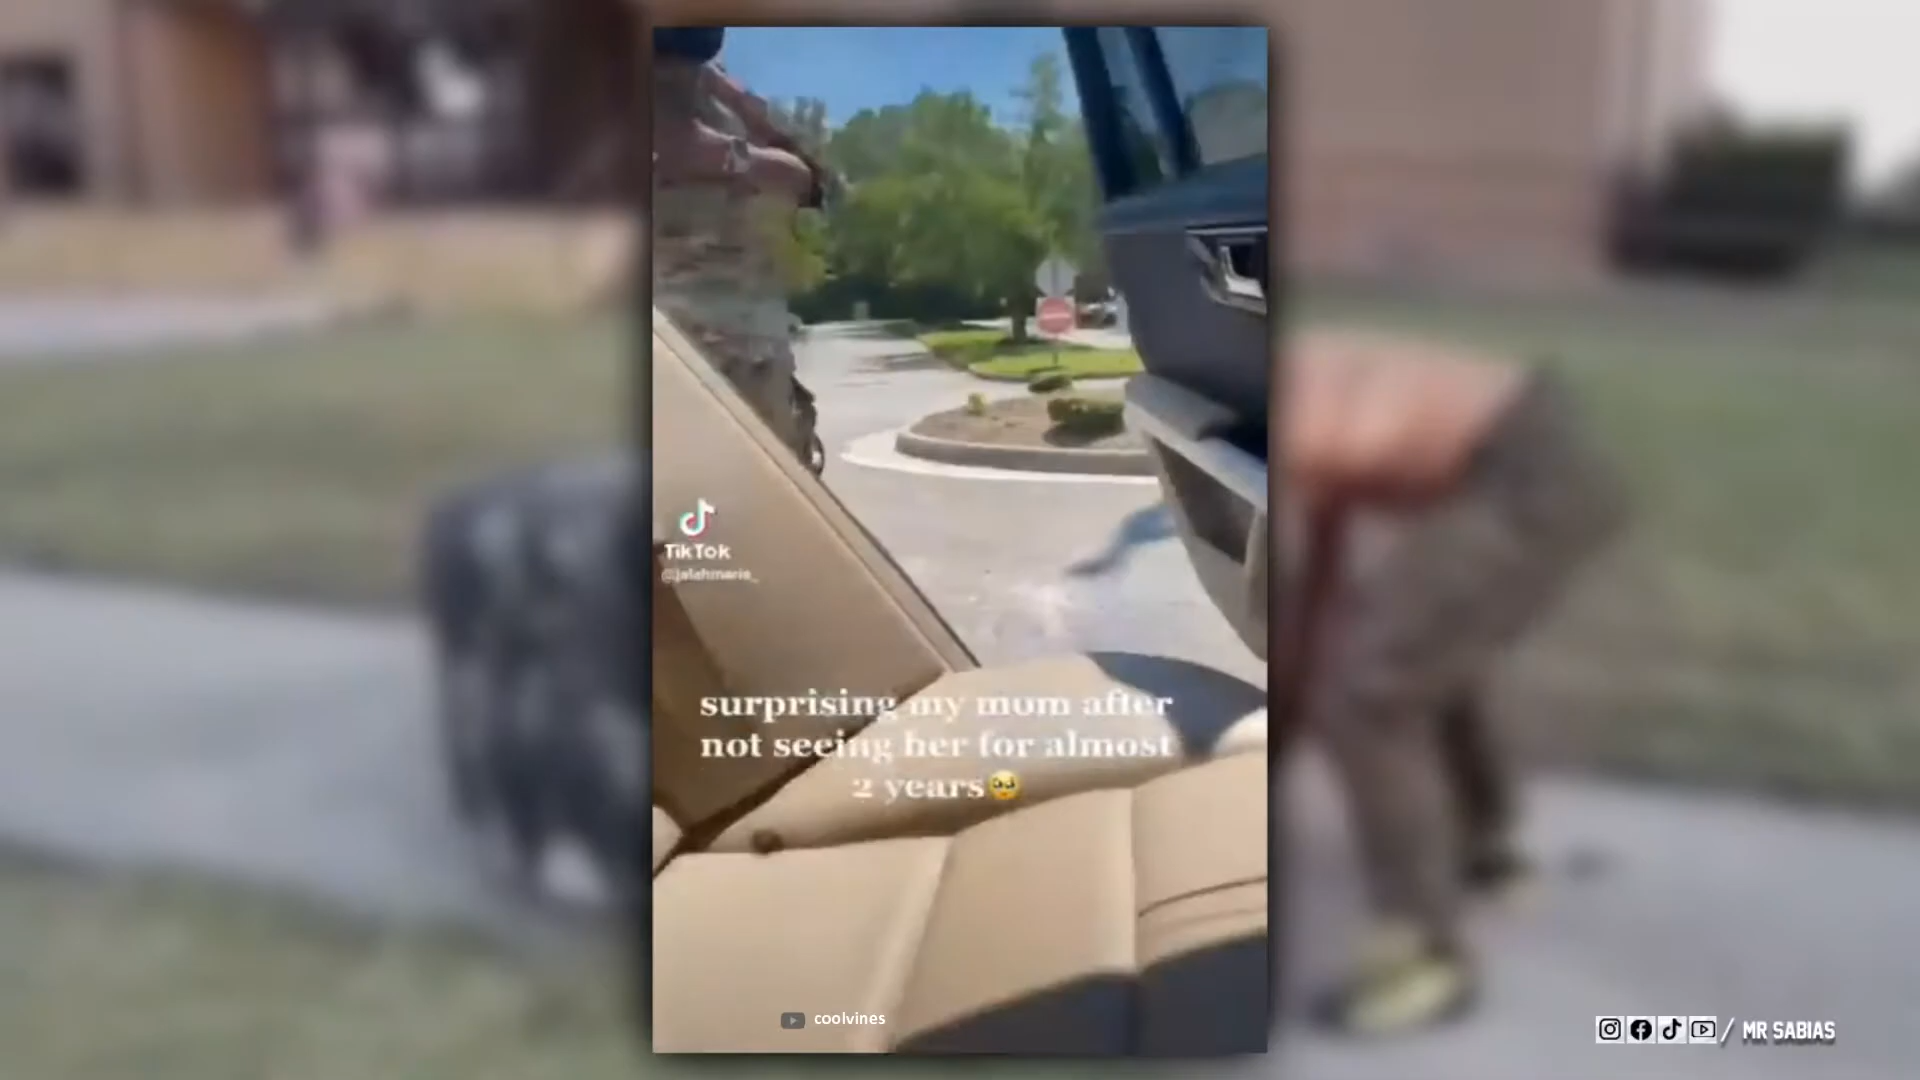 TikTok
@jalahmarie_
surprising my mom after
not seeing her for almost
2 years🥹
coolvines
MR SABIAS